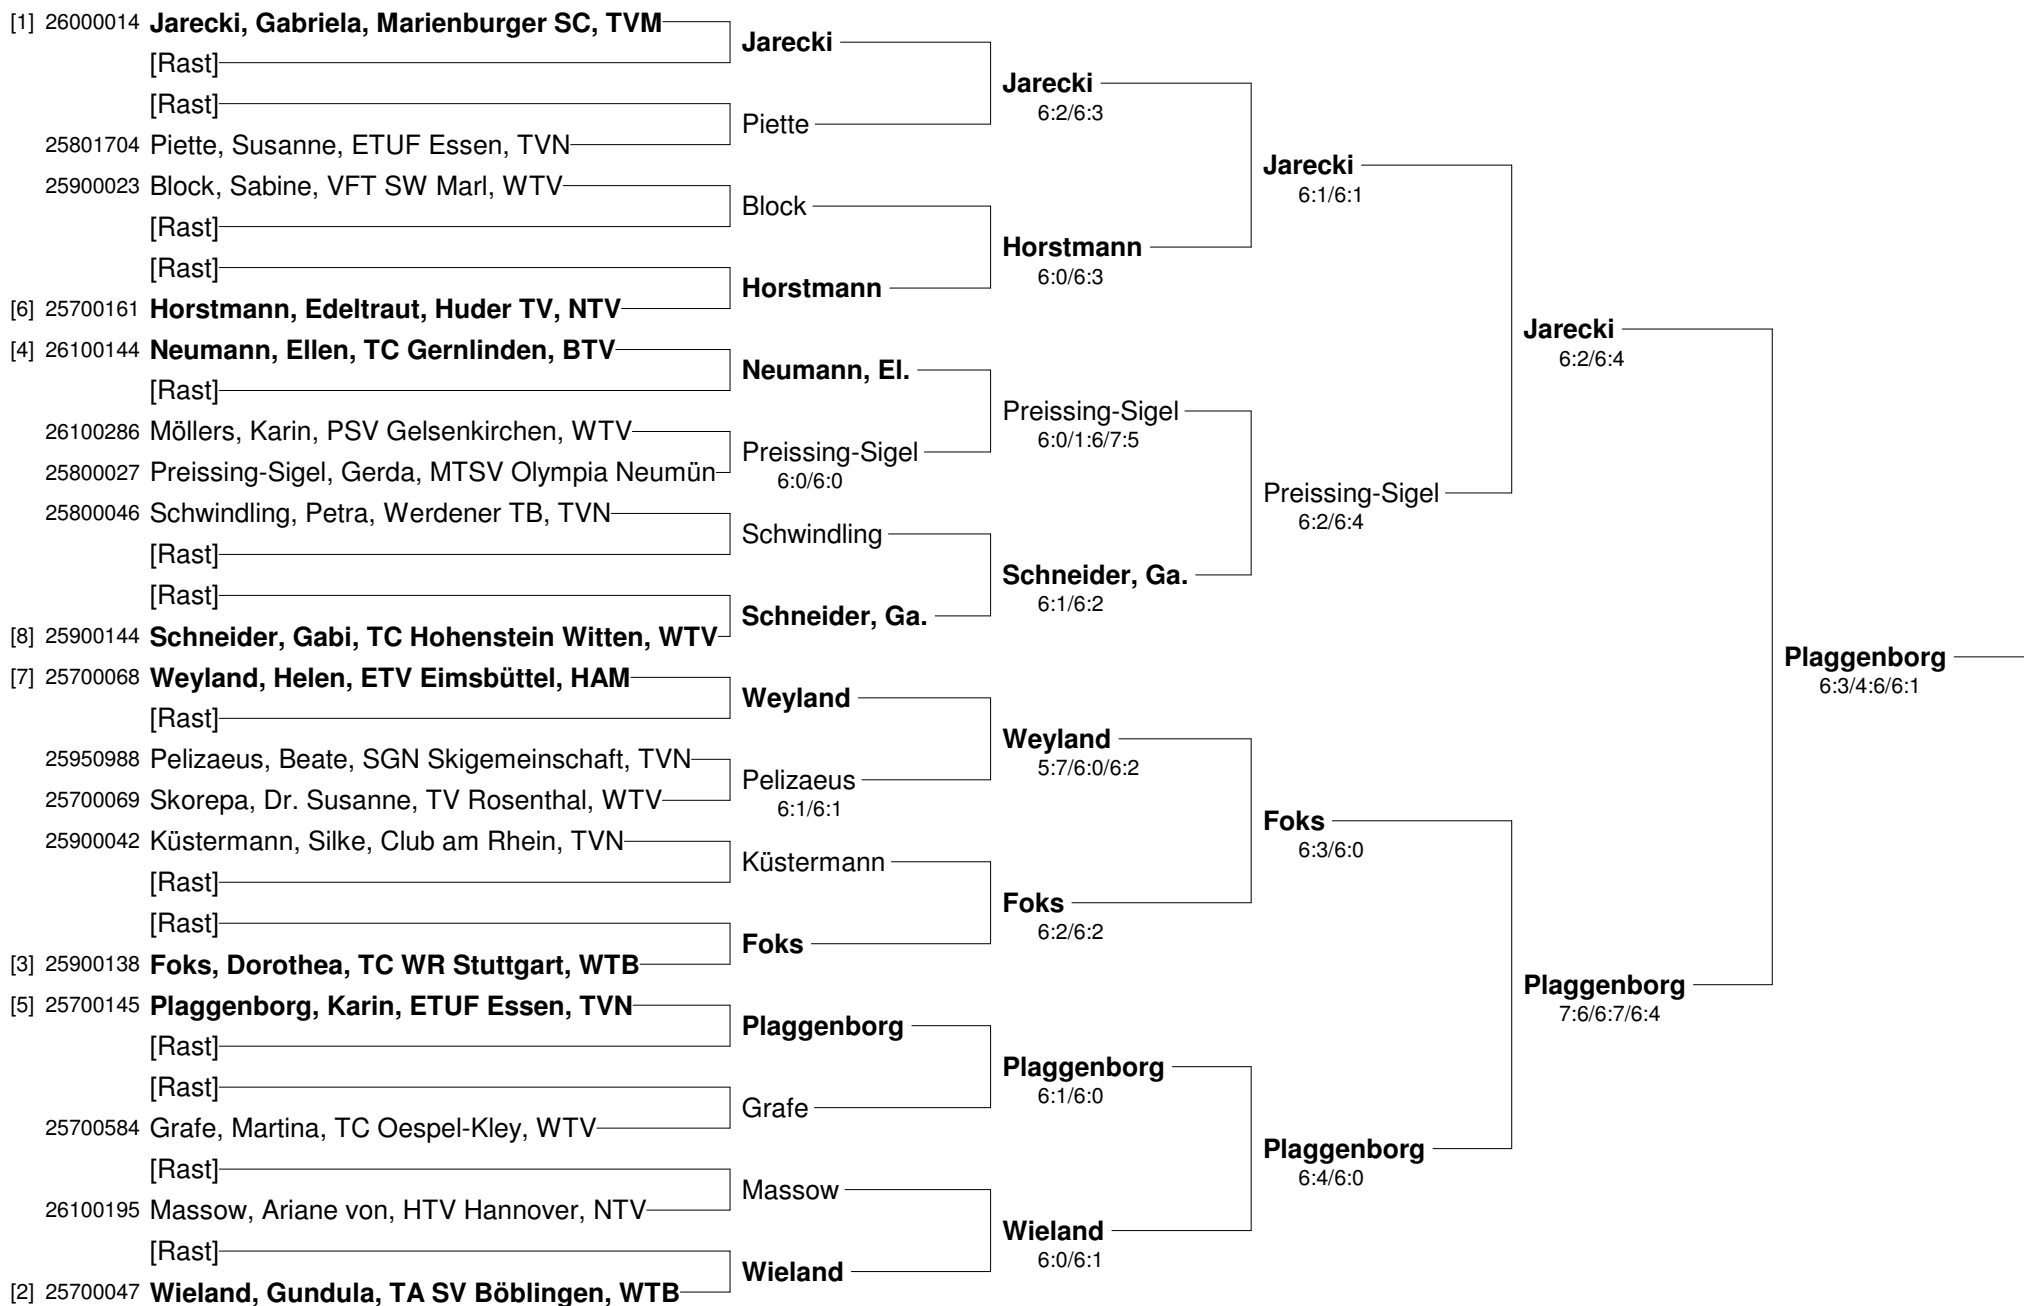 [1] 26000014 Jarecki, Gabriela, Marienburger SC, TVM
[Rast]
[Rast]
25801704 Piette, Susanne, ETUF Essen, TVN
25900023 Block, Sabine, VFT SW Marl, WTV
[Rast]
[Rast]
[6] 25700161 Horstmann, Edeltraut, Huder TV, NTV
[4] 26100144 Neumann, Ellen, TC Gernlinden, BTV
[Rast]
26100286 Möllers, Karin, PSV Gelsenkirchen, WTV
25800027 Preissing-Sigel, Gerda, MTSV Olympia Neumün
25800046 Schwindling, Petra, Werdener TB, TVN
[Rast]
[Rast]
[8] 25900144 Schneider, Gabi, TC Hohenstein Witten, WTV
[7] 25700068 Weyland, Helen, ETV Eimsbüttel, HAM
[Rast]
25950988 Pelizaeus, Beate, SGN Skigemeinschaft, TVN
25700069 Skorepa, Dr. Susanne, TV Rosenthal, WTV
25900042 Küstermann, Silke, Club am Rhein, TVN
[Rast]
[Rast]
[3] 25900138 Foks, Dorothea, TC WR Stuttgart, WTB
[5] 25700145 Plaggenborg, Karin, ETUF Essen, TVN
[Rast]
[Rast]
25700584 Grafe, Martina, TC Oespel-Kley, WTV
[Rast]
26100195 Massow, Ariane von, HTV Hannover, NTV
[Rast]
[2] 25700047 Wieland, Gundula, TA SV Böblingen, WTB
Jarecki
Piette
Block
Horstmann
Neumann, El.
Preissing-Sigel
6:0/6:0
Schwindling
Schneider, Ga.
Weyland
Pelizaeus
6:1/6:1
Küstermann
Foks
Plaggenborg
Grafe
Massow
Wieland
Jarecki
6:2/6:3
Horstmann
6:0/6:3
Preissing-Sigel
6:0/1:6/7:5
Schneider, Ga.
6:1/6:2
Weyland
5:7/6:0/6:2
Foks
6:2/6:2
Plaggenborg
6:1/6:0
Wieland
6:0/6:1
Jarecki
6:1/6:1
Preissing-Sigel
6:2/6:4
Foks
6:3/6:0
Plaggenborg
6:4/6:0
Jarecki
6:2/6:4
Plaggenborg
7:6/6:7/6:4
Plaggenborg
6:3/4:6/6:1